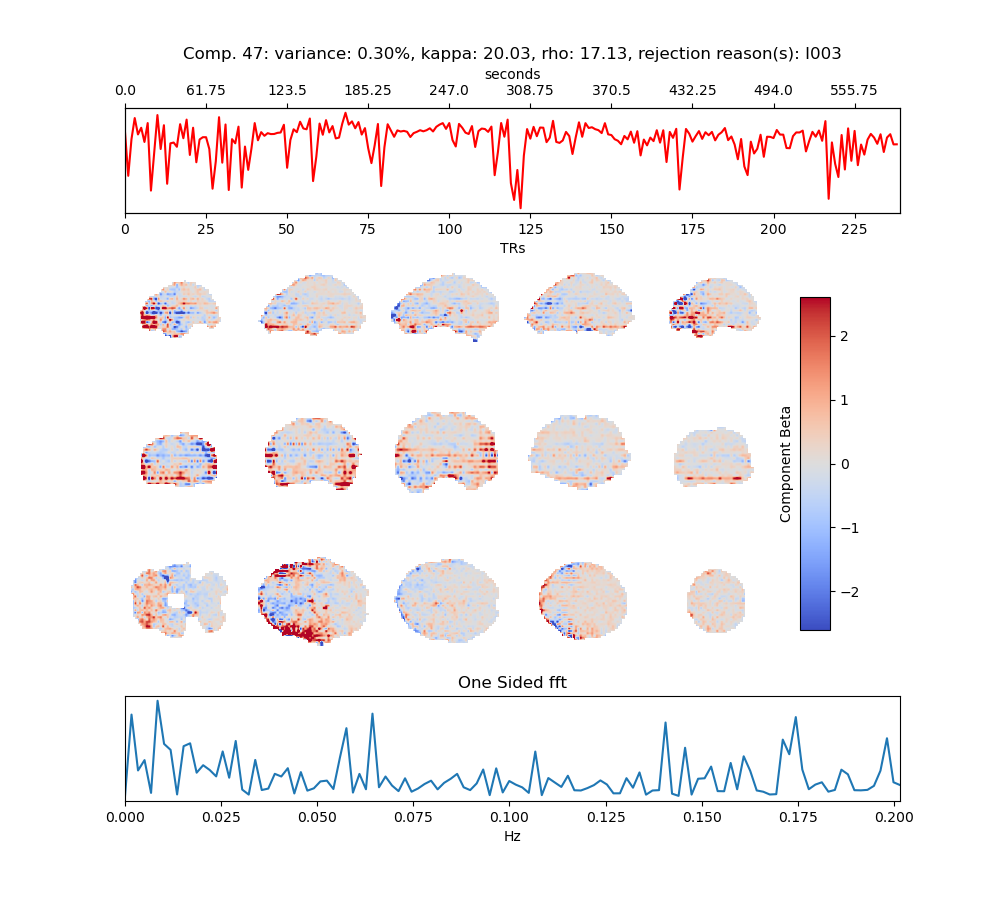 Comp. 47: variance: 0.30%, kappa: 20.03, rho: 17.13, rejection reason(s): I003
seconds
0.0 61.75 123.5 185.25 247.0 308.75 370.5 432.25 494.0 555.75
0 25 50 75 100 125 150 175 200 225
TRs
2
1
0
−1
−2
Component Beta
One Sided fft
0.000 0.025 0.050 0.075 0.100 0.125 0.150 0.175 0.200
Hz